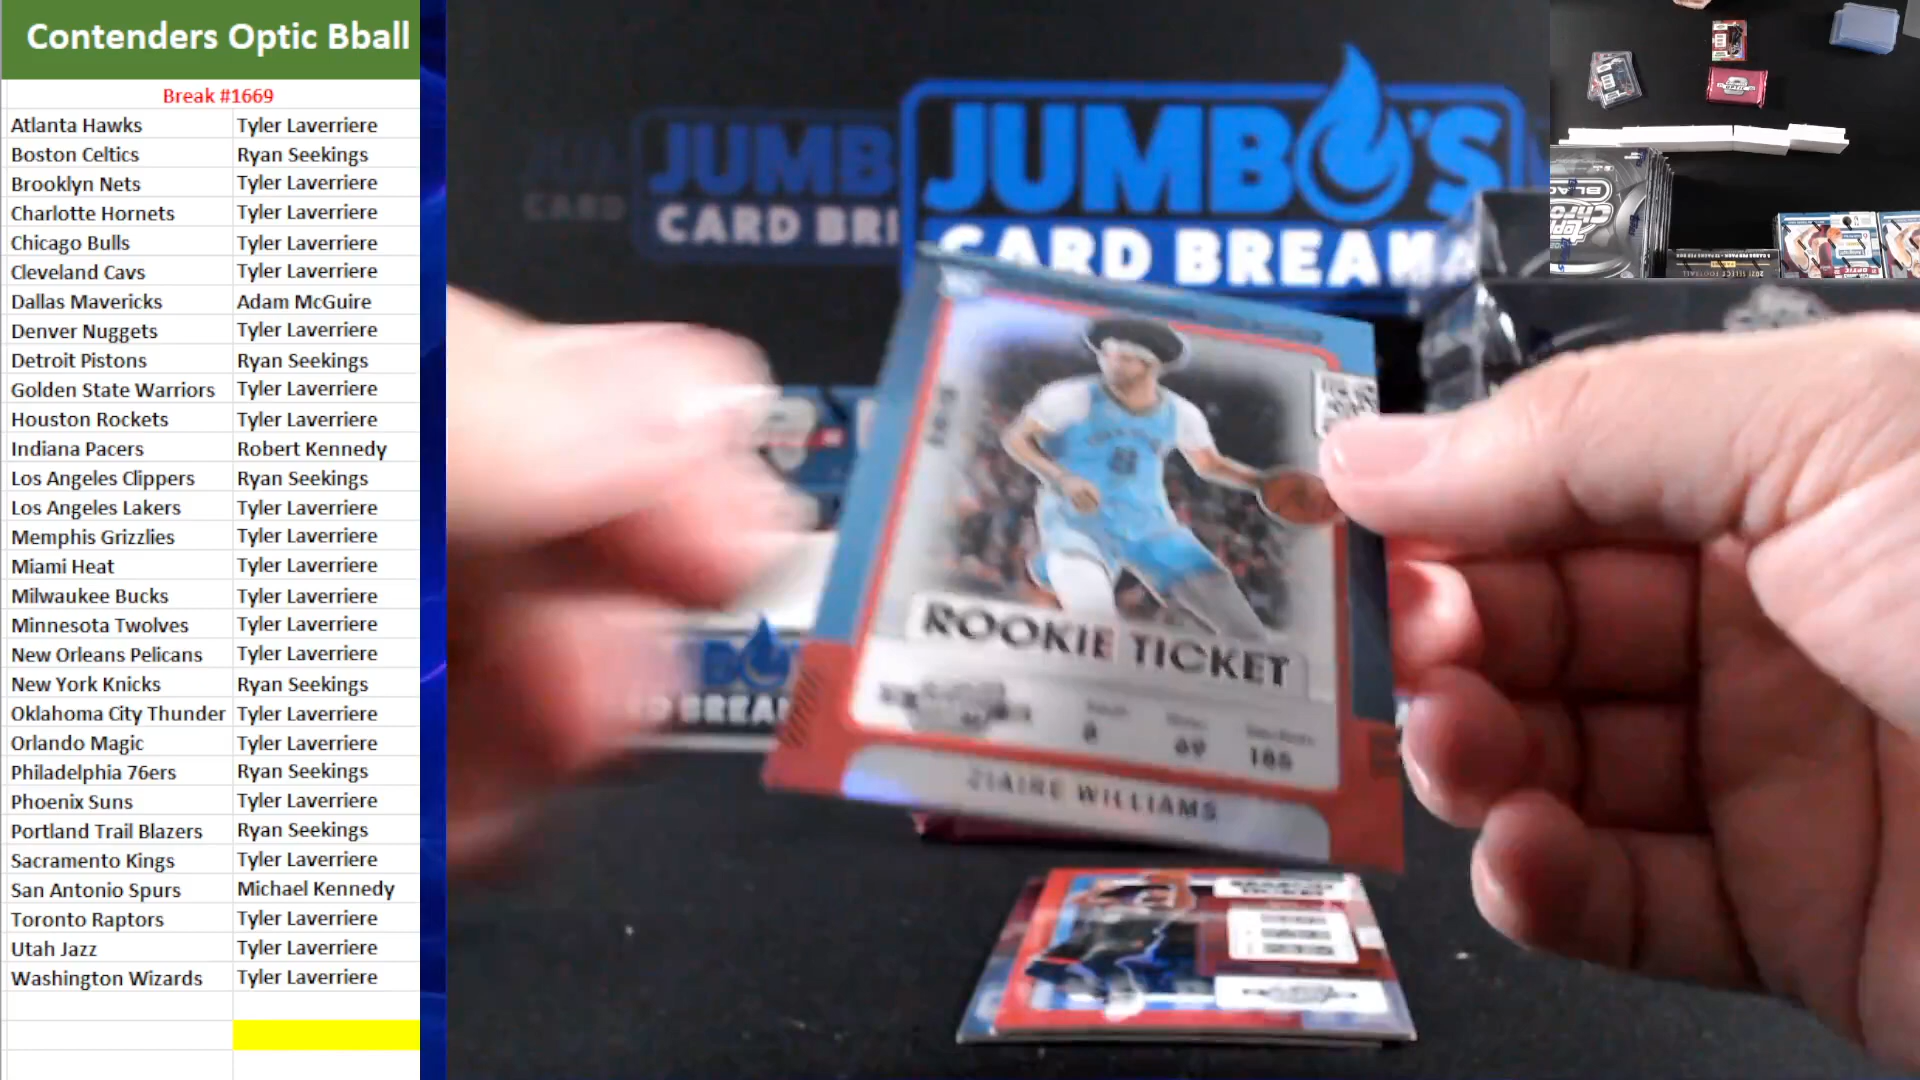 Contenders Optic Bball
Break #1669
Atlanta Hawks Tyler Laverriere
Boston Celtics Ryan Seekings
Brooklyn Nets Tyler Laverriere
Charlotte Hornets Tyler Laverriere
Chicago Bulls Tyler Laverriere
Cleveland Cavs Tyler Laverriere
Dallas Mavericks Adam McGuire
Denver Nuggets Tyler Laverriere
Detroit Pistons Ryan Seekings
Golden State Warriors Tyler Laverriere
Houston Rockets Tyler Laverriere
Indiana Pacers Robert Kennedy
Los Angeles Clippers Ryan Seekings
Los Angeles Lakers Tyler Laverriere
Memphis Grizzlies Tyler Laverriere
Miami Heat Tyler Laverriere
Milwaukee Bucks Tyler Laverriere
Minnesota Twolves Tyler Laverriere
New Orleans Pelicans Tyler Laverriere
New York Knicks Ryan Seekings
Oklahoma City Thunder Tyler Laverriere
Orlando Magic Tyler Laverriere
Philadelphia 76ers Ryan Seekings
Phoenix Suns Tyler Laverriere
Portland Trail Blazers Ryan Seekings
Sacramento Kings Tyler Laverriere
San Antonio Spurs Michael Kennedy
Toronto Raptors Tyler Laverriere
Utah Jazz Tyler Laverriere
Washington Wizards Tyler Laverriere
JUMBO'S
CARD BREAKS
JUMB
CARD BRE
CARD
ROOKIE TICKET
8 69 185
ZIAIRE WILLIAMS